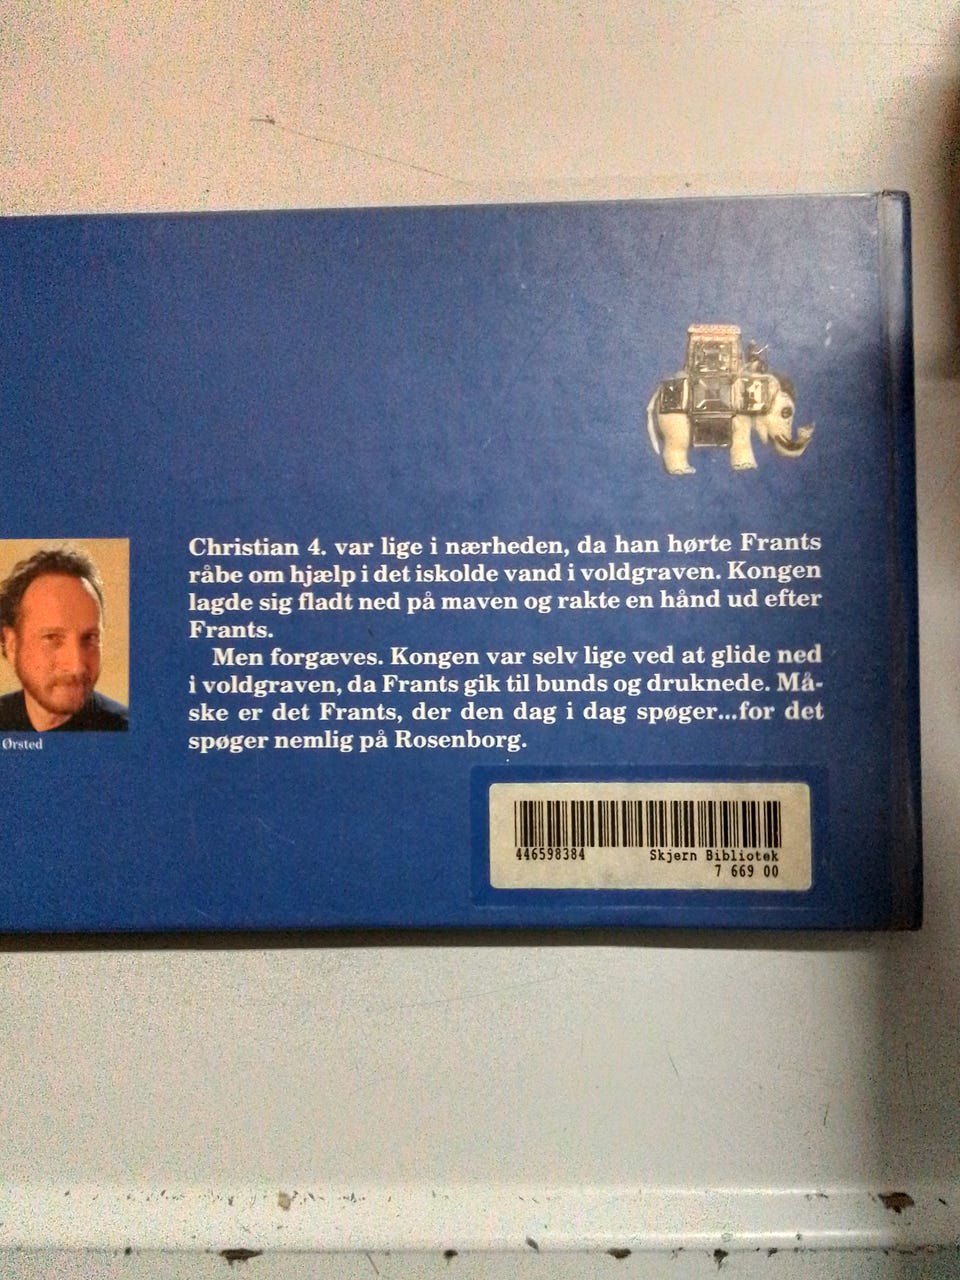 Christian 4. var lige i nærheden, da han hørte Frants
råbe om hjælp i det iskolde vand i voldgraven. Kongen
lagde sig fladt ned på maven og rakte en hånd ud efter
Frants.
Men forgæves. Kongen var selv lige ved at glide ned
i voldgraven, da Frants gik til bunds og druknede. Må-
ske er det Frants, der den dag i dag spøger...for det
spøger nemlig på Rosenborg.
Ørsted
446598384 Skjern Bibliotek
7 669 00